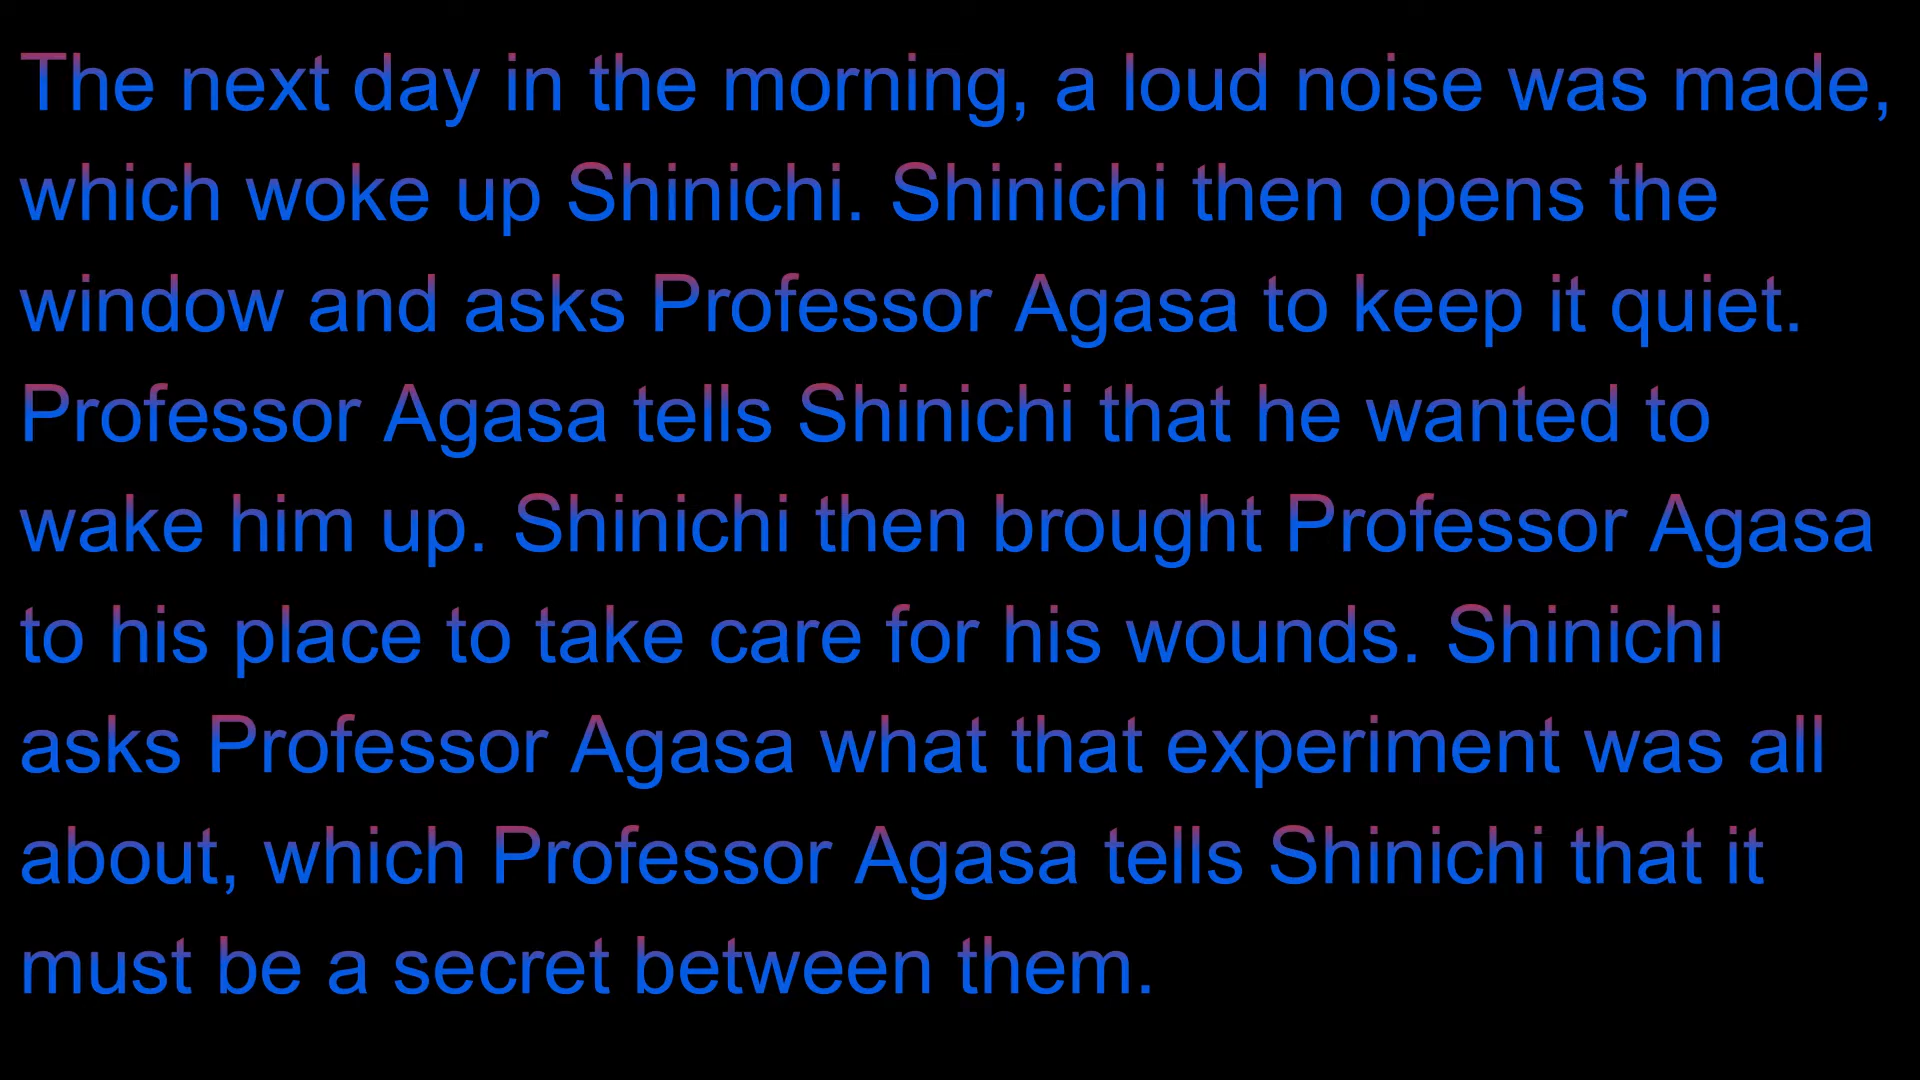 The next day in the morning, a loud noise was made,
which woke up Shinichi. Shinichi then opens the
window and asks Professor Agasa to keep it quiet.
Professor Agasa tells Shinichi that he wanted to
wake him up. Shinichi then brought Professor Agasa
to his place to take care for his wounds. Shinichi
asks Professor Agasa what that experiment was all
about, which Professor Agasa tells Shinichi that it
must be a secret between them.